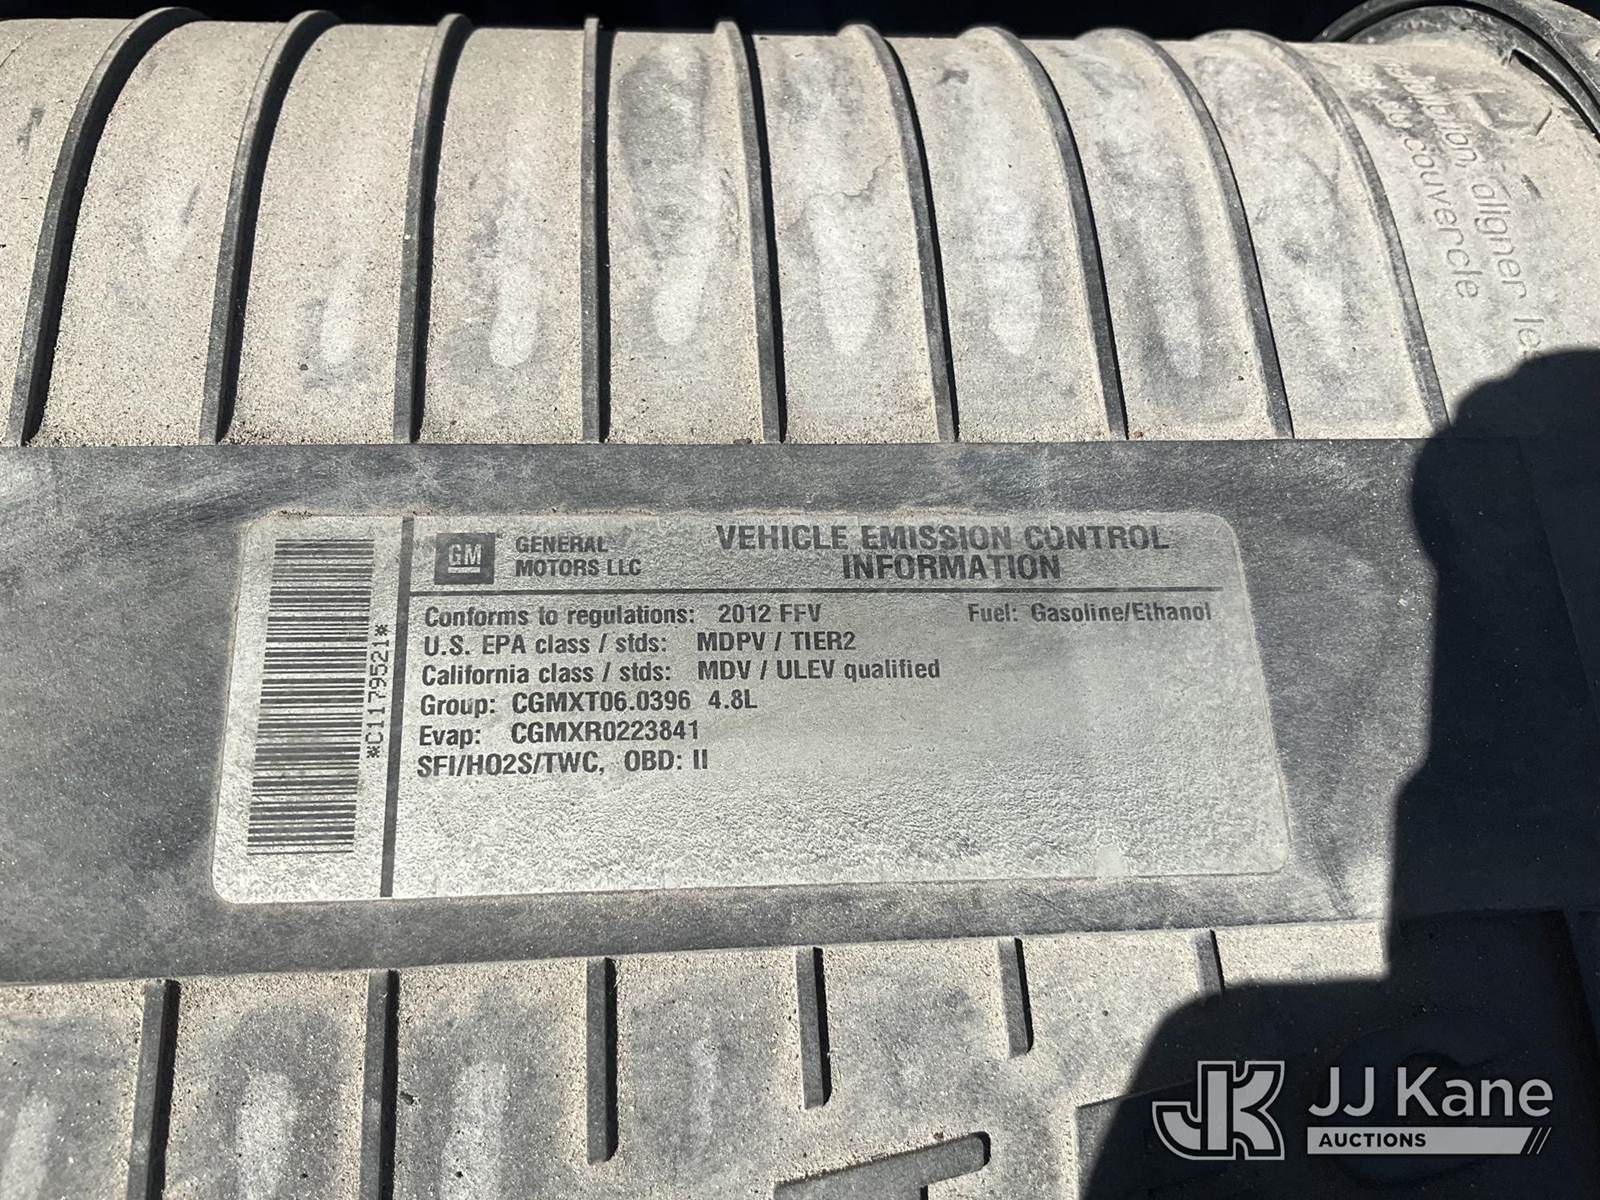 couvercle
aligner les
GM
GENERAL
MOTORS LLC
VEHICLE EMISSION CONTROL
INFORMATION
Conforms to regulations: 2012 FFV Fuel: Gasoline/Ethanol
U.S. EPA class / stds: MDPV / TIER2
California class / stds: MDV / ULEV qualified
Group: CGMXT06.0396 4.8L
Evap: CGMXR0223841
SFI/HO2S/TWC, OBD: II
*C1179521*
JK JJ Kane
AUCTIONS